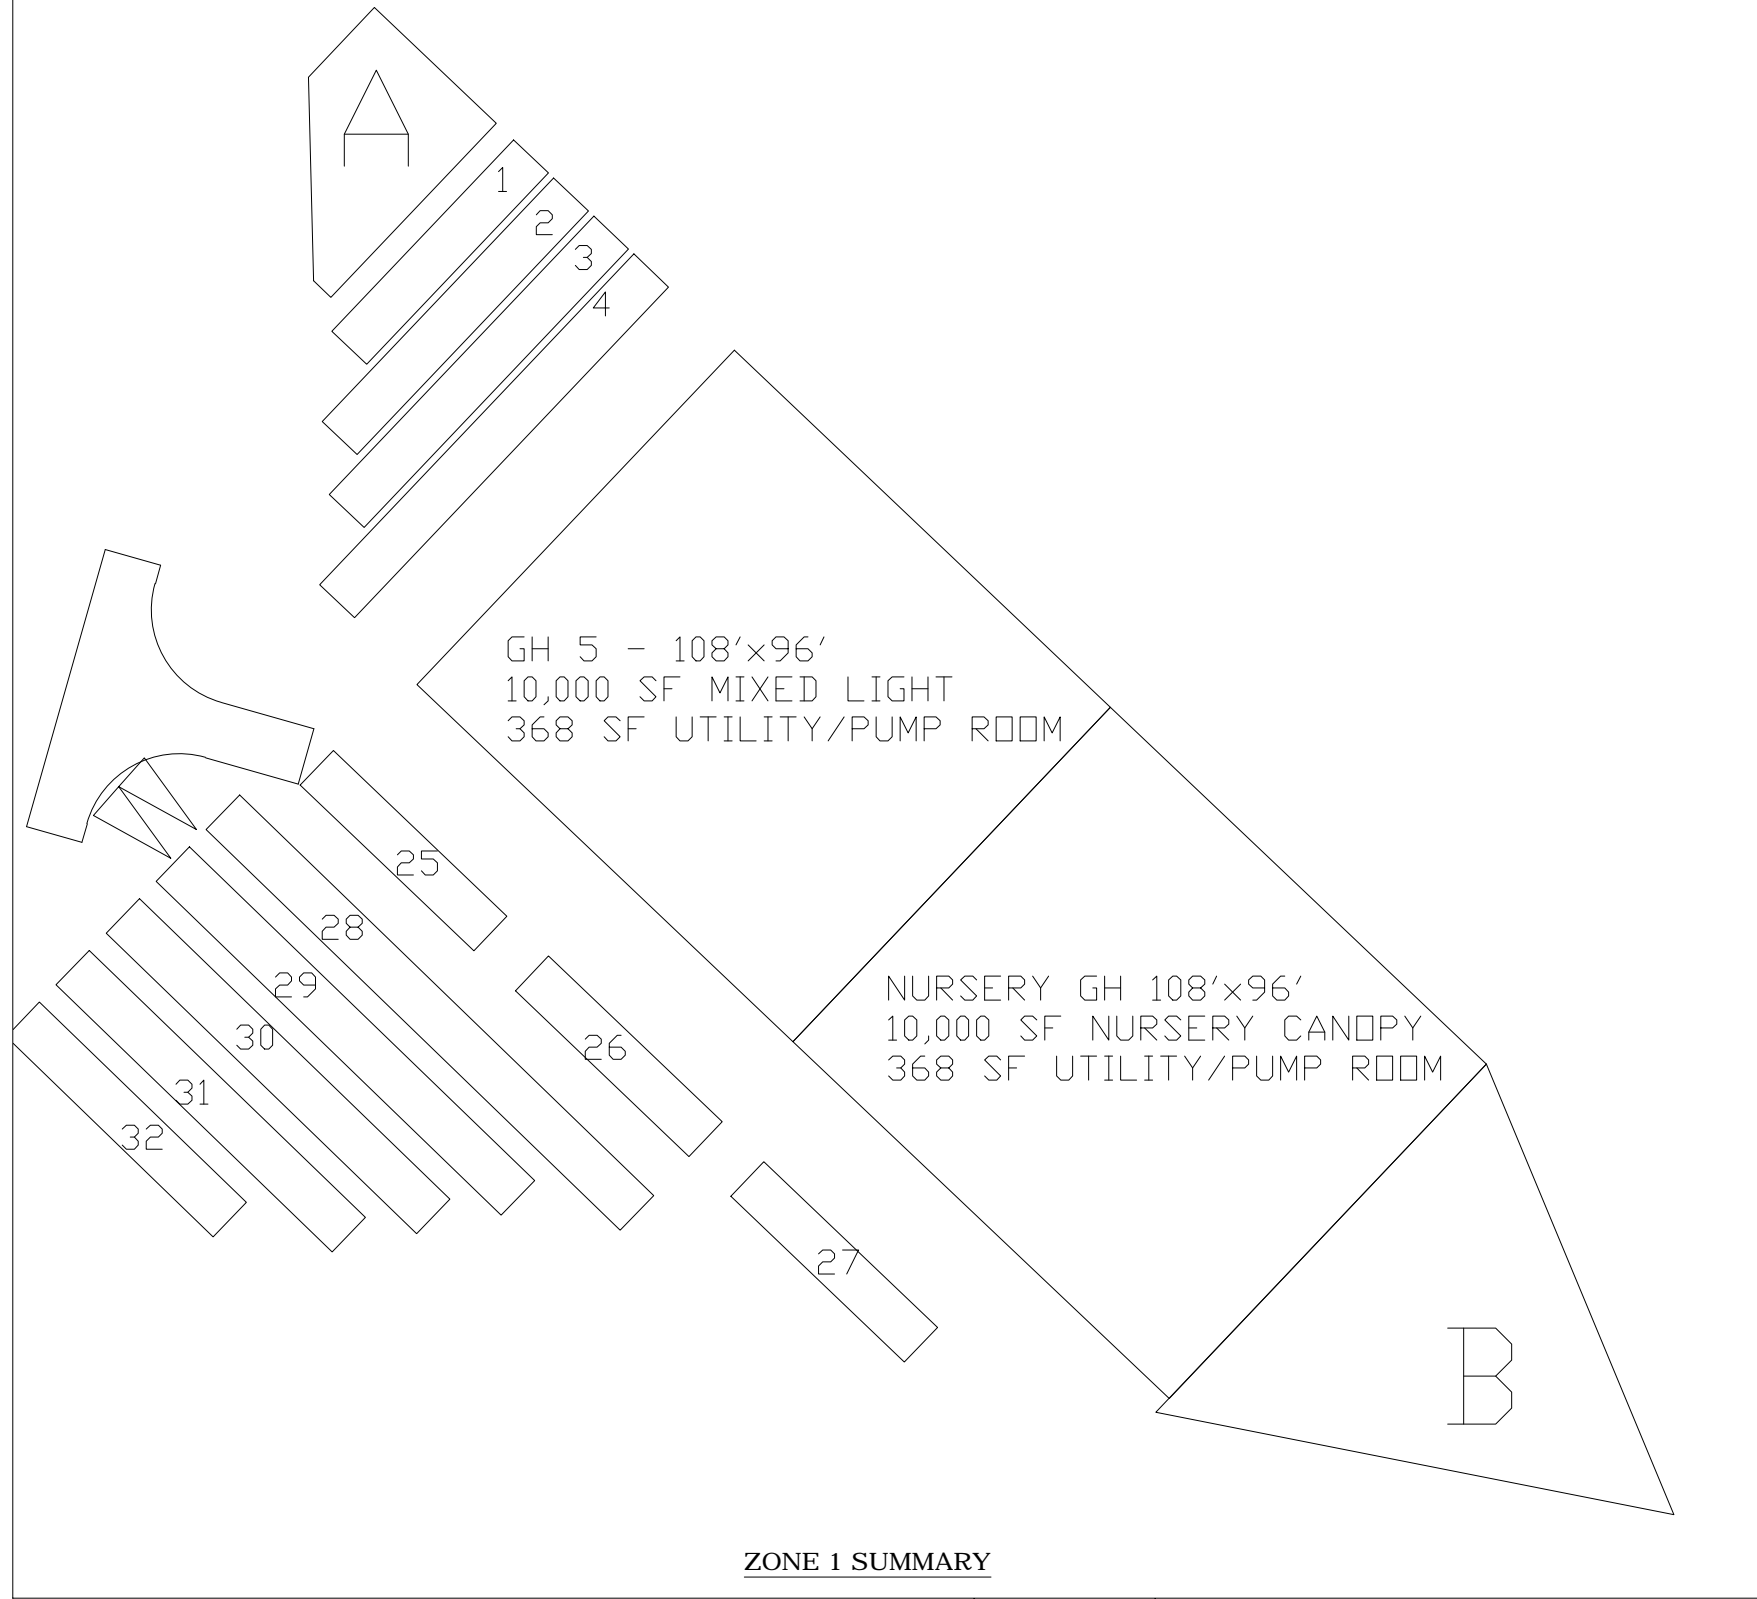 A
1
2
3
4
GH 5 - 108'x96'
10,000 SF MIXED LIGHT
368 SF UTILITY/PUMP ROOM
25
28
29
26
30
31
32
NURSERY GH 108'x96'
10,000 SF NURSERY CANOPY
368 SF UTILITY/PUMP ROOM
27
B
ZONE 1 SUMMARY